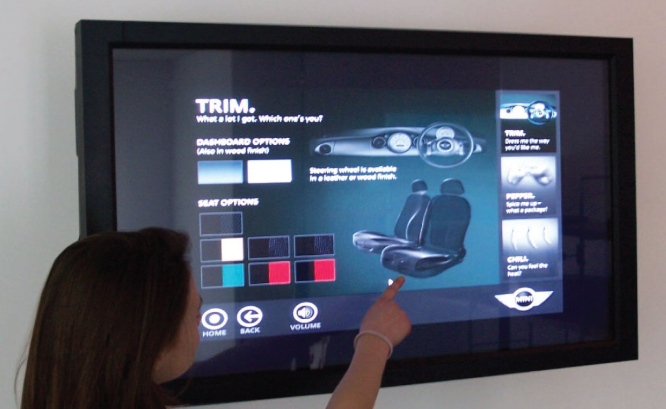 TRIM.
What a lot I got. Which one's you?
DASHBOARD OPTIONS
(Also in wood finish)
Steering wheel is available
in a leather or wood finish.
SEAT OPTIONS
HOME
BACK
VOLUME
TRIM.
Dress me the way
you'd like me.
PEPPER.
Spice me up—
what a package!
CHILL.
Can you feel the
heat?
MINI